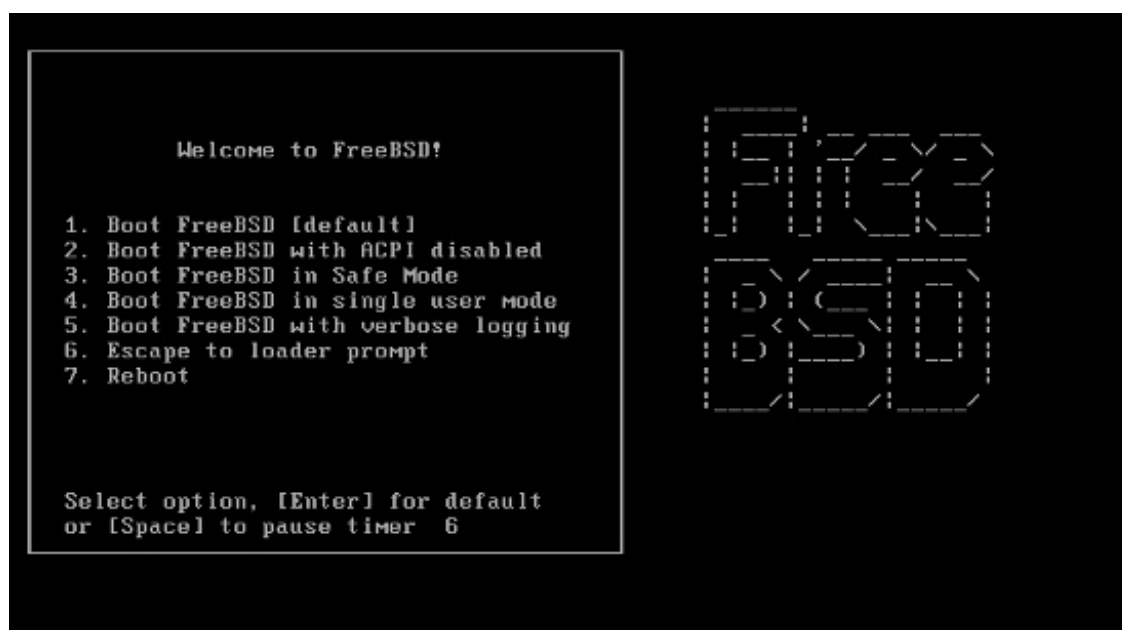 Welcome to FreeBSD!
1. Boot FreeBSD [default]
2. Boot FreeBSD with ACPI disabled
3. Boot FreeBSD in Safe Mode
4. Boot FreeBSD in single user mode
5. Boot FreeBSD with verbose logging
6. Escape to loader prompt
7. Reboot
Select option, [Enter] for default
or [Space] to pause timer 6
Free
BSD